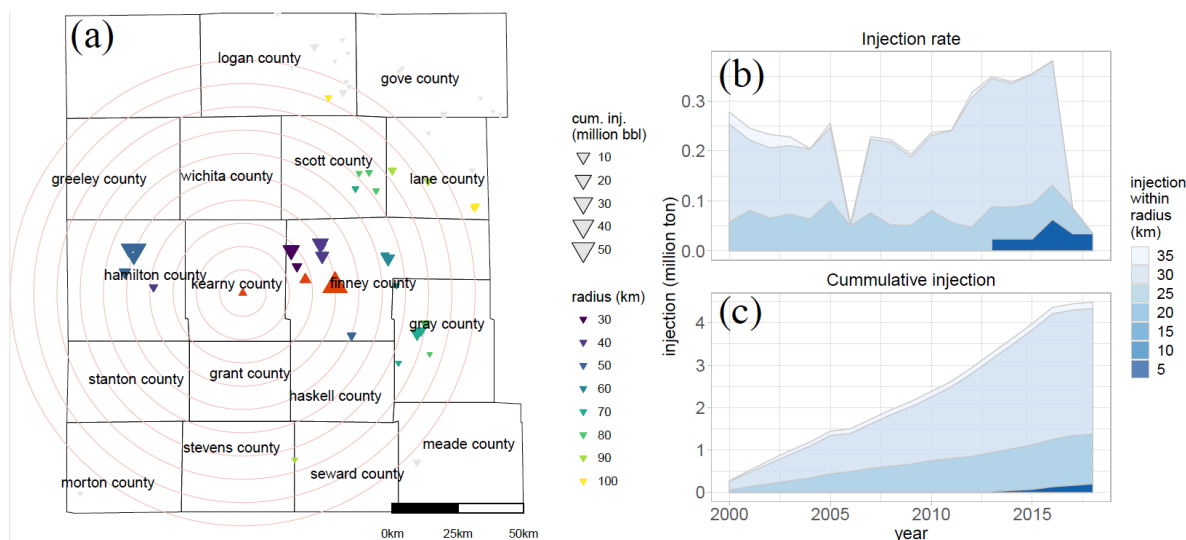 (a)
logan county
gove county
greeley county
wichita county
scott county
lane county
hamilton county
kearny county
finney county
gray county
stanton county
grant county
haskell county
stevens county
seward county
meade county
morton county
0km 25km 50km
cum. inj.
(million bbl)
10
20
30
40
50
radius (km)
30
40
50
60
70
80
90
100
Injection rate
(b)
0.3
0.2
0.1
0.0
Cummulative injection
(c)
4
3
2
1
0
2000 2005 2010 2015
year
injection (million ton)
injection
within
radius
(km)
35
30
25
20
15
10
5